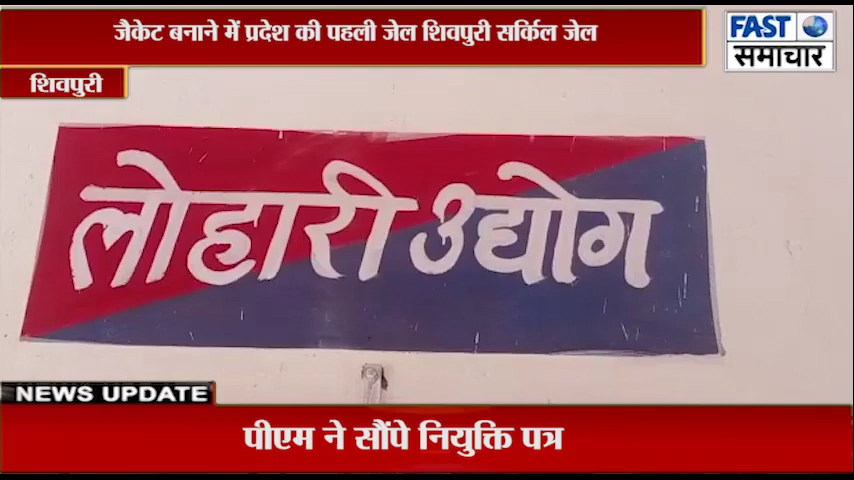 जैकेट बनाने में प्रदेश की पहली जेल शिवपुरी सर्किल जेल
FAST
समाचार
शिवपुरी
लोहारी उद्योग
NEWS UPDATE
पीएम ने सौंपे नियुक्ति पत्र